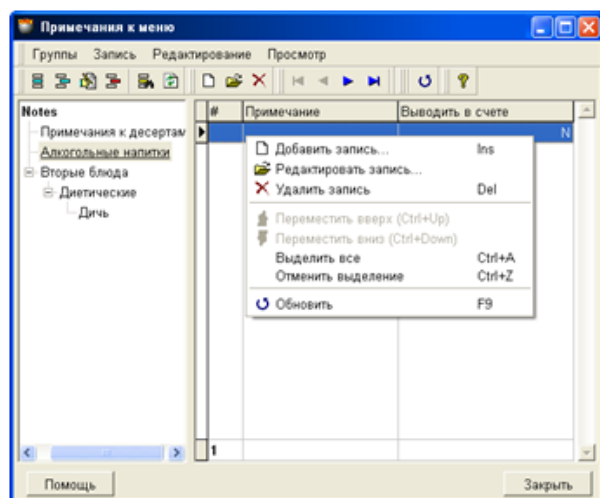 Примечания к меню
Группы Запись Редактирование Просмотр
Notes
Примечания к десертам
Алкогольные напитки
Вторые блюда
Диетические
Дичь
# Примечание Выводить в счете
N
Добавить запись... Ins
Редактировать запись...
Удалить запись Del
Переместить вверх (Ctrl+Up)
Переместить вниз (Ctrl+Down)
Выделить все Ctrl+A
Отменить выделение Ctrl+Z
Обновить F9
1
Помощь Закрыть